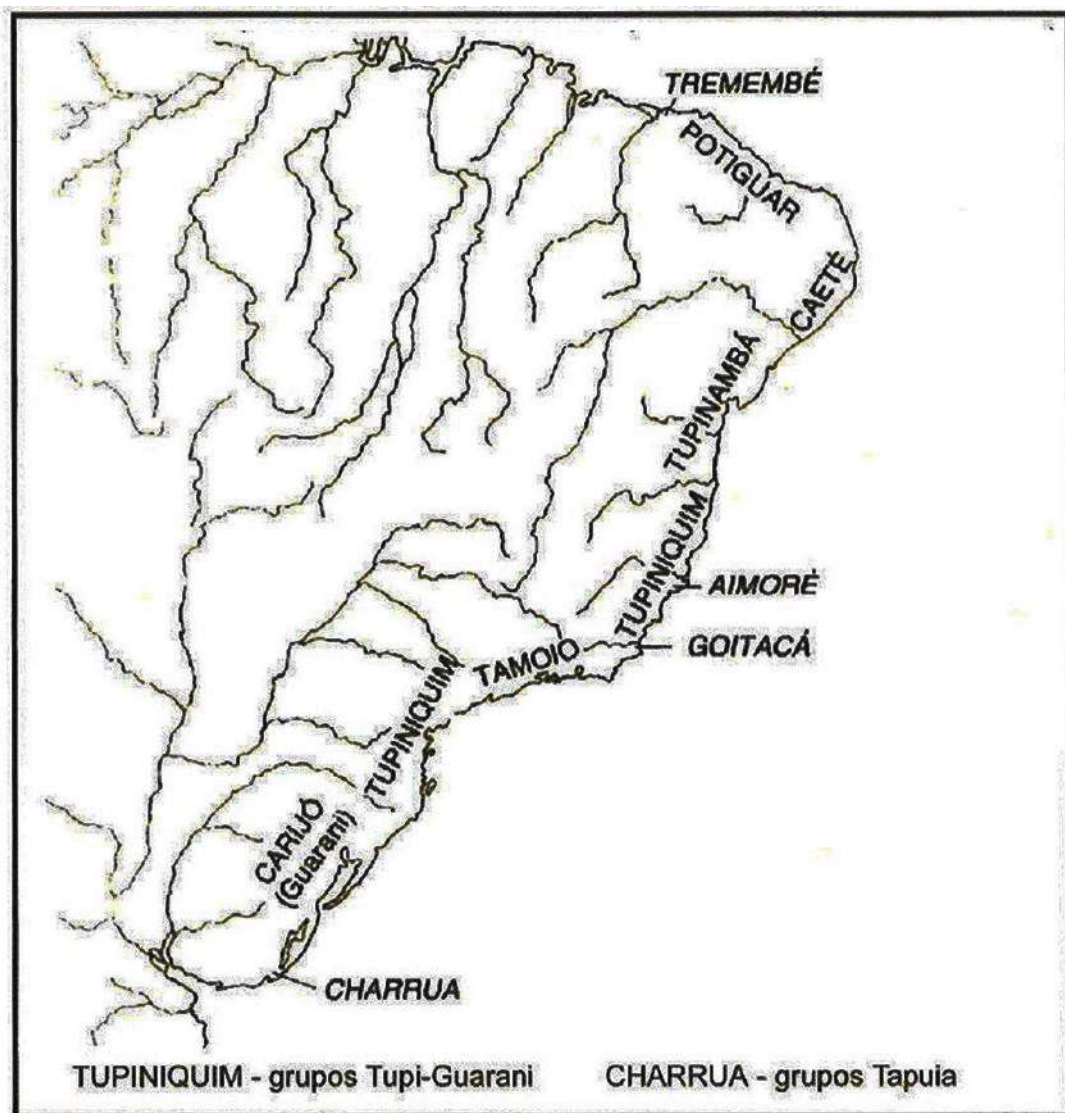 TREMEMBÉ
POTIGUAR
CAETÉ
TUPINAMBÁ
TUPINIQUIM
AIMORÉ
GOITACÁ
TAMOIO
TUPINIQUIM
CARIJÓ
(Guarani)
CHARRUA
TUPINIQUIM - grupos Tupi-Guarani
CHARRUA - grupos Tapuia